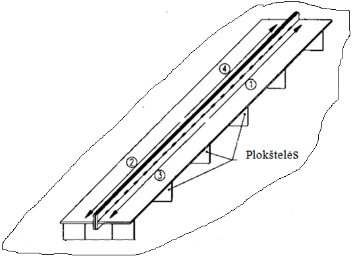 ④
①
②
③
Plokštelės